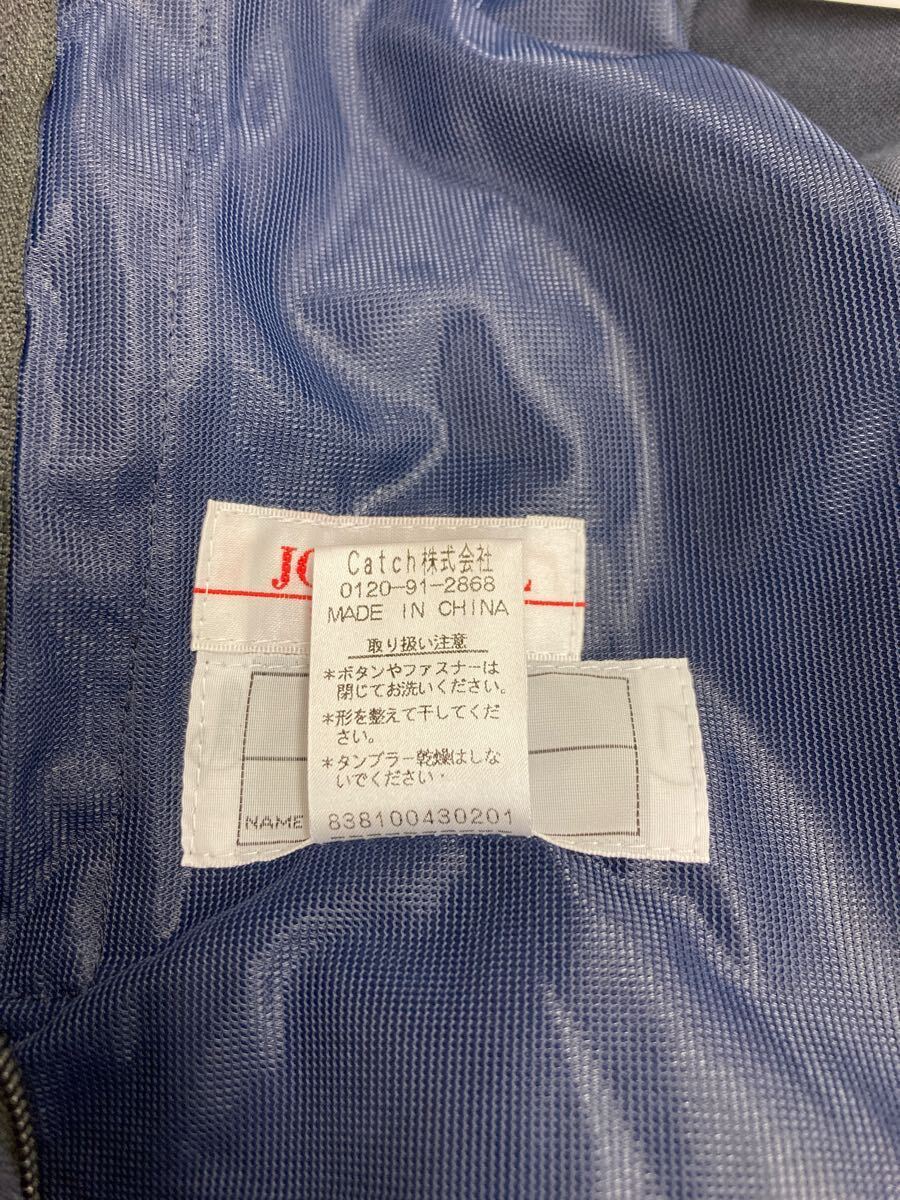 Catch株式会社
0120-91-2868
MADE IN CHINA
取り扱い注意
*ボタンやファスナーは
閉じてお洗いください。
*形を整えて干してくだ
さい。
*タンブラー乾燥はしな
いでください・
838100430201
NAME